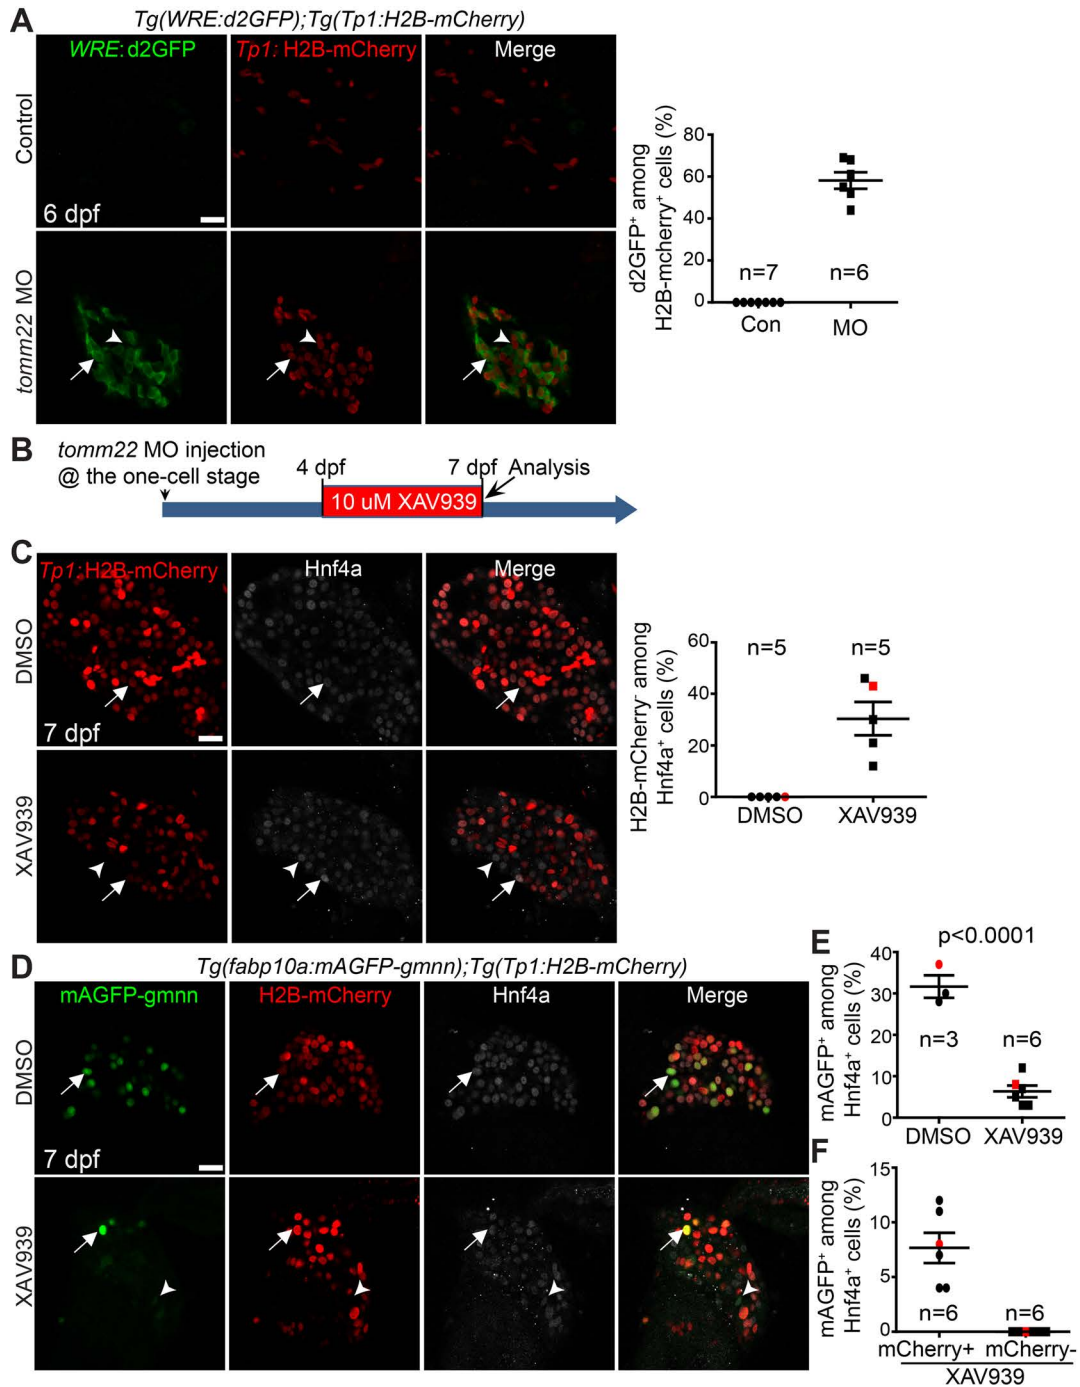 A
Tg(WRE:d2GFP);Tg(Tp1:H2B-mCherry)
WRE: d2GFP
Tp1: H2B-mCherry
Merge
Control
6 dpf
tomm22 MO
d2GFP+ among
H2B-mcherry+ cells (%)
80
60
40
20
0
n=7
n=6
Con
MO
B
tomm22 MO injection
@ the one-cell stage
4 dpf
7 dpf
Analysis
10 uM XAV939
C
Tp1:H2B-mCherry
Hnf4a
Merge
DMSO
7 dpf
XAV939
H2B-mCherry- among
Hnf4a+ cells (%)
60
40
20
0
n=5
n=5
DMSO
XAV939
D
Tg(fabp10a:mAGFP-gmnn);Tg(Tp1:H2B-mCherry)
mAGFP-gmnn
H2B-mCherry
Hnf4a
Merge
DMSO
7 dpf
XAV939
E
p<0.0001
mAGFP+ among
Hnf4a+ cells (%)
40
30
20
10
0
n=3
n=6
DMSO
XAV939
F
mAGFP+ among
Hnf4a+ cells (%)
15
10
5
0
n=6
n=6
mCherry+
mCherry-
XAV939